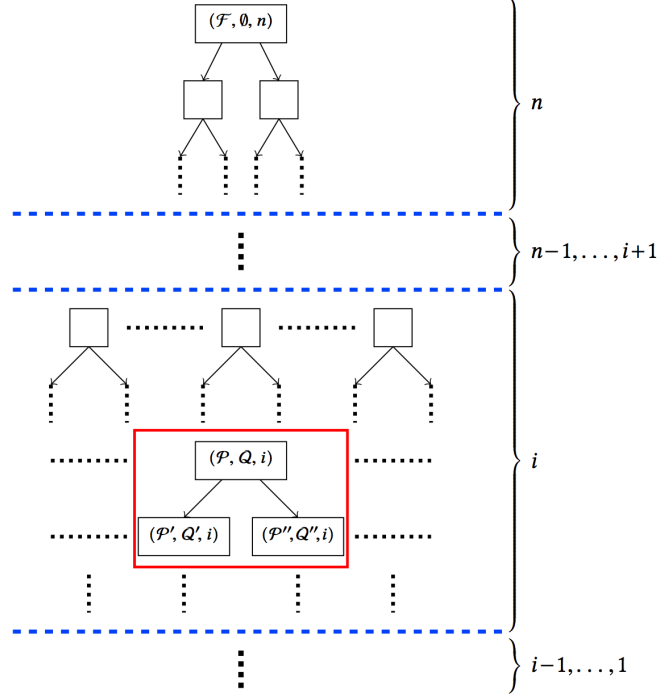 (ℱ, ∅, n)
n
n−1,...,i+1
(𝒫, 𝒬, i)
i
(𝒫′, 𝒬′, i) (𝒫″,𝒬″,i)
i−1,...,1